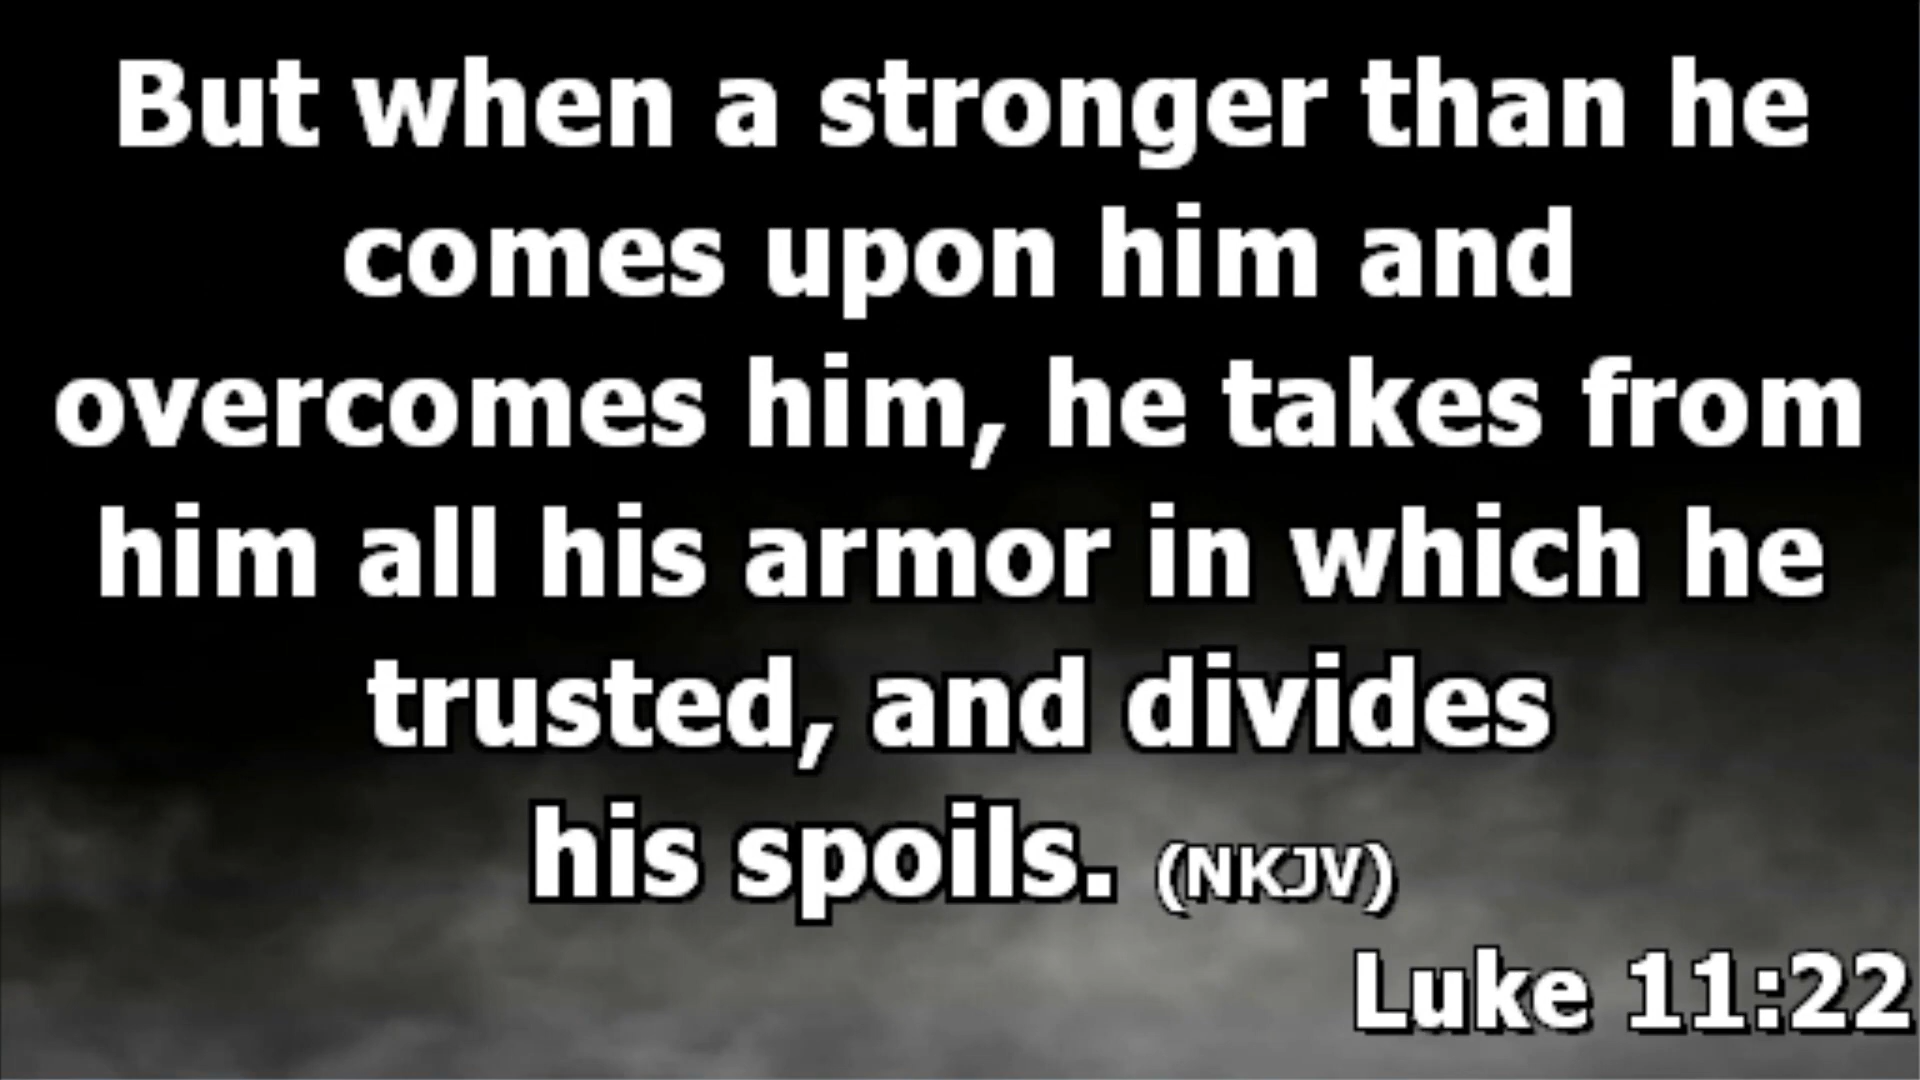 But when a stronger than he
comes upon him and
overcomes him, he takes from
him all his armor in which he
trusted, and divides
his spoils. (NKJV)
Luke 11:22